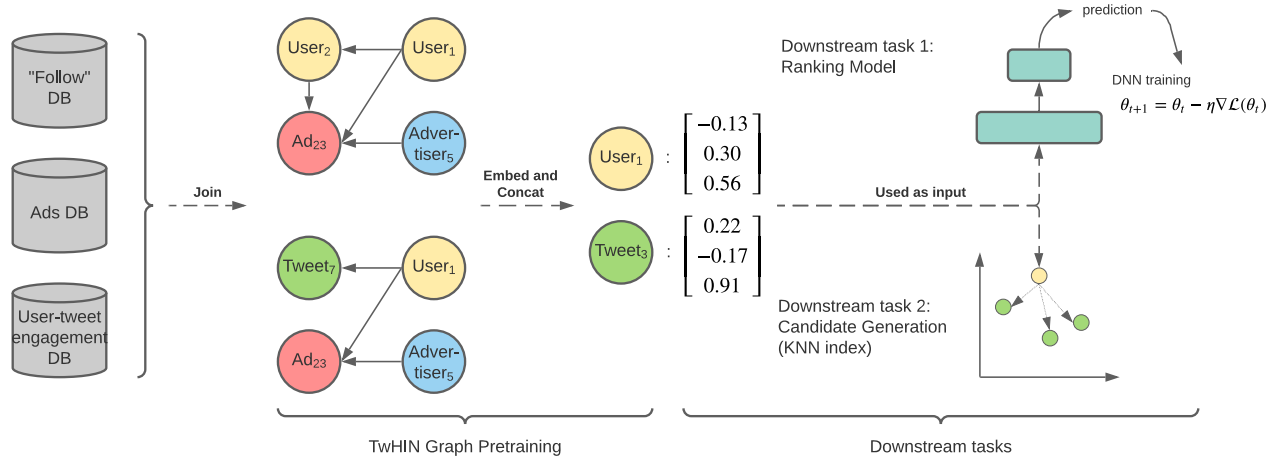 "Follow"
DB
Ads DB
User-tweet
engagement
DB
Join
User₂
User₁
Ad₂₃
Adver-
tiser₅
Tweet₇
User₁
Ad₂₃
Adver-
tiser₅
TwHIN Graph Pretraining
Embed and
Concat
User₁ :
−0.13
0.30
0.56
Tweet₃ :
0.22
−0.17
0.91
Downstream task 1:
Ranking Model
Used as input
prediction
DNN training
θₜ₊₁ = θₜ − η∇ℒ(θₜ)
Downstream task 2:
Candidate Generation
(KNN index)
Downstream tasks